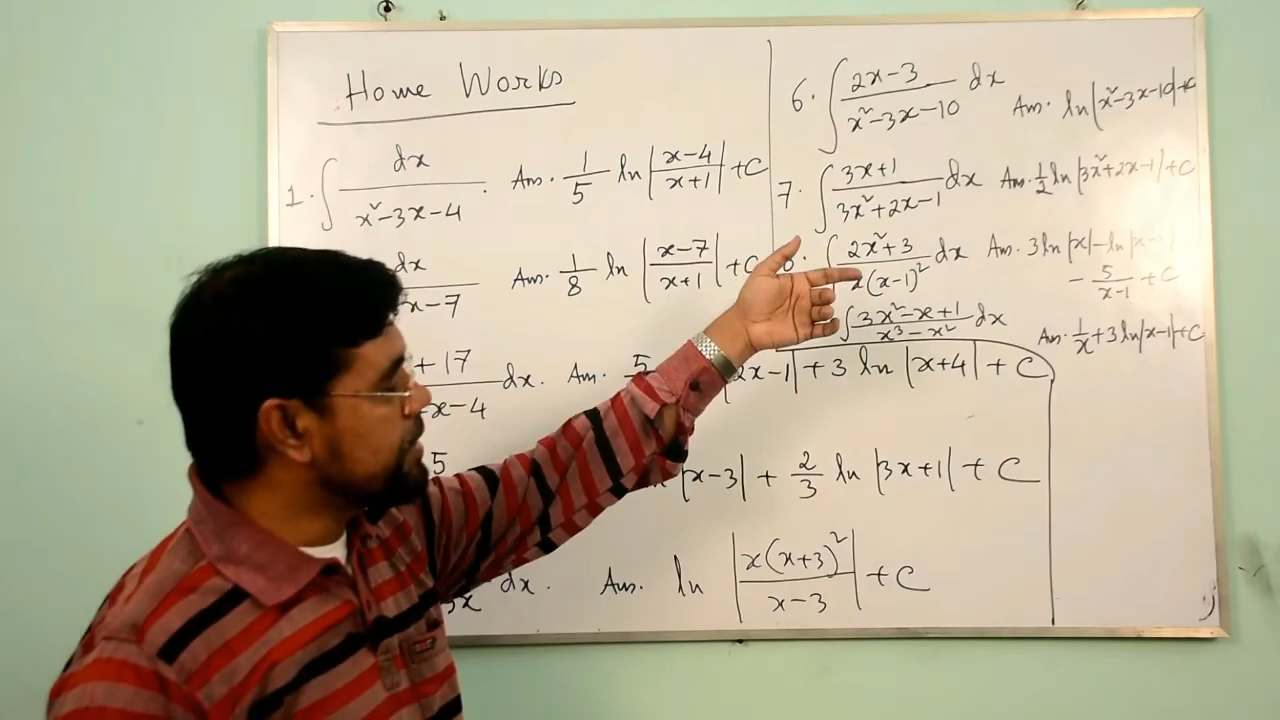 Home Works
1. ∫ dx / (x²-3x-4) . Ans. 1/5 ln |(x-4)/(x+1)| + C
dx / x-7 Ans. 1/8 ln |(x-7)/(x+1)| + C
+17 / x-4 dx. Ans. 5 |2x-1| + 3 ln |x+4| + C
5 |x-3| + 2/3 ln |3x+1| + C
3x dx. Ans. ln |x(x+3)²/(x-3)| + C
6. ∫ (2x-3)/(x²-3x-10) dx Ans. ln|x²-3x-10|+c
7. ∫ (3x+1)/(3x²+2x-1) dx Ans. 1/2 ln|3x²+2x-1|+C
8. ∫ (2x²+3)/(x(x-1)²) dx Ans. 3 ln|x|-ln|x-1|
- 5/(x-1) + C
∫ (3x²-x+1)/(x³-x²) dx Ans. 1/x + 3 ln|x-1|+C